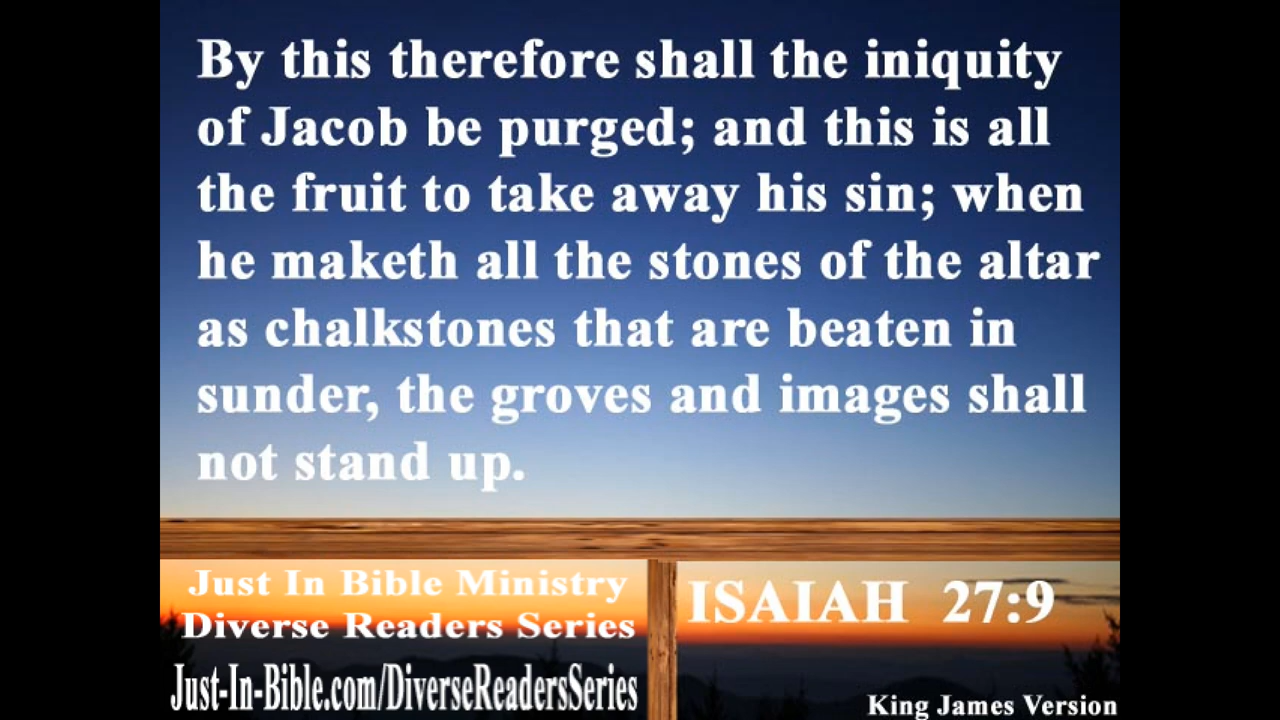 By this therefore shall the iniquity
of Jacob be purged; and this is all
the fruit to take away his sin; when
he maketh all the stones of the altar
as chalkstones that are beaten in
sunder, the groves and images shall
not stand up.
Just In Bible Ministry
Diverse Readers Series
Just-In-Bible.com/DiverseReadersSeries
ISAIAH 27:9
King James Version